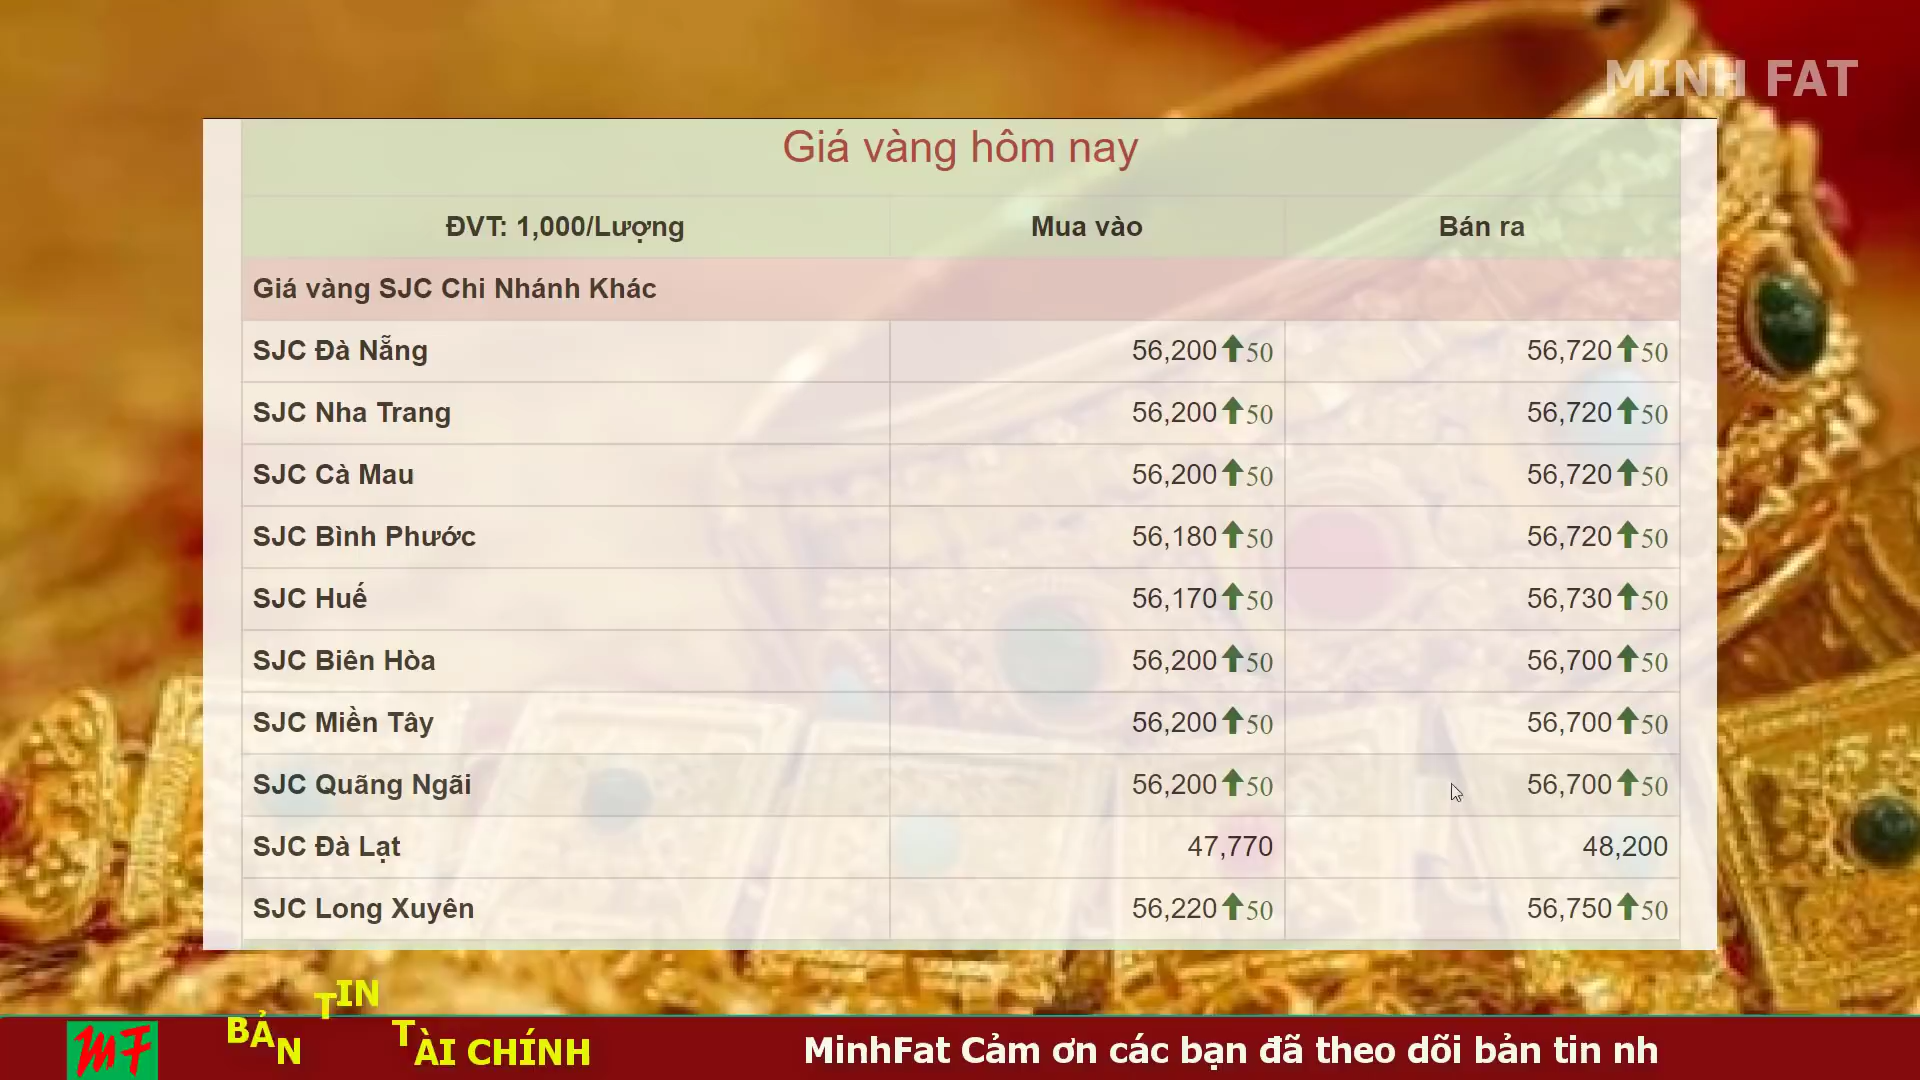 MINH FAT
Giá vàng hôm nay
ĐVT: 1,000/Lượng Mua vào Bán ra
Giá vàng SJC Chi Nhánh Khác
SJC Đà Nẵng 56,200 50 56,720 50
SJC Nha Trang 56,200 50 56,720 50
SJC Cà Mau 56,200 50 56,720 50
SJC Bình Phước 56,180 50 56,720 50
SJC Huế 56,170 50 56,730 50
SJC Biên Hòa 56,200 50 56,700 50
SJC Miền Tây 56,200 50 56,700 50
SJC Quãng Ngãi 56,200 50 56,700 50
SJC Đà Lạt 47,770 48,200
SJC Long Xuyên 56,220 50 56,750 50
MF BẢN TIN TÀI CHÍNH MinhFat Cảm ơn các bạn đã theo dõi bản tin nh